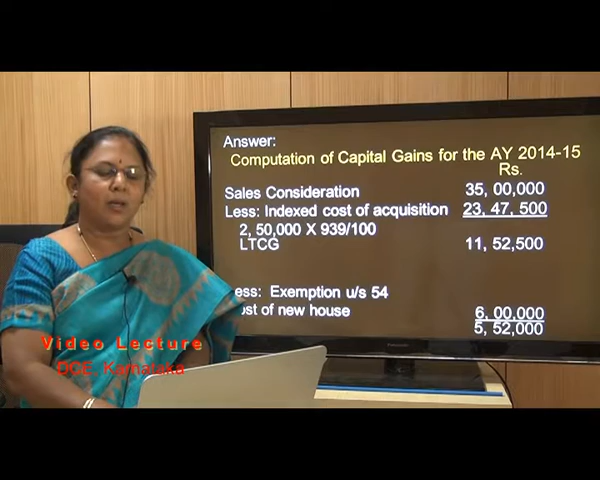 Answer:
Computation of Capital Gains for the AY 2014-15
Rs.
Sales Consideration 35, 00,000
Less: Indexed cost of acquisition 23, 47, 500
2, 50,000 X 939/100
LTCG 11, 52,500
ess: Exemption u/s 54
ost of new house 6, 00,000
5, 52,000
Video Lecture
DCE, Karnataka